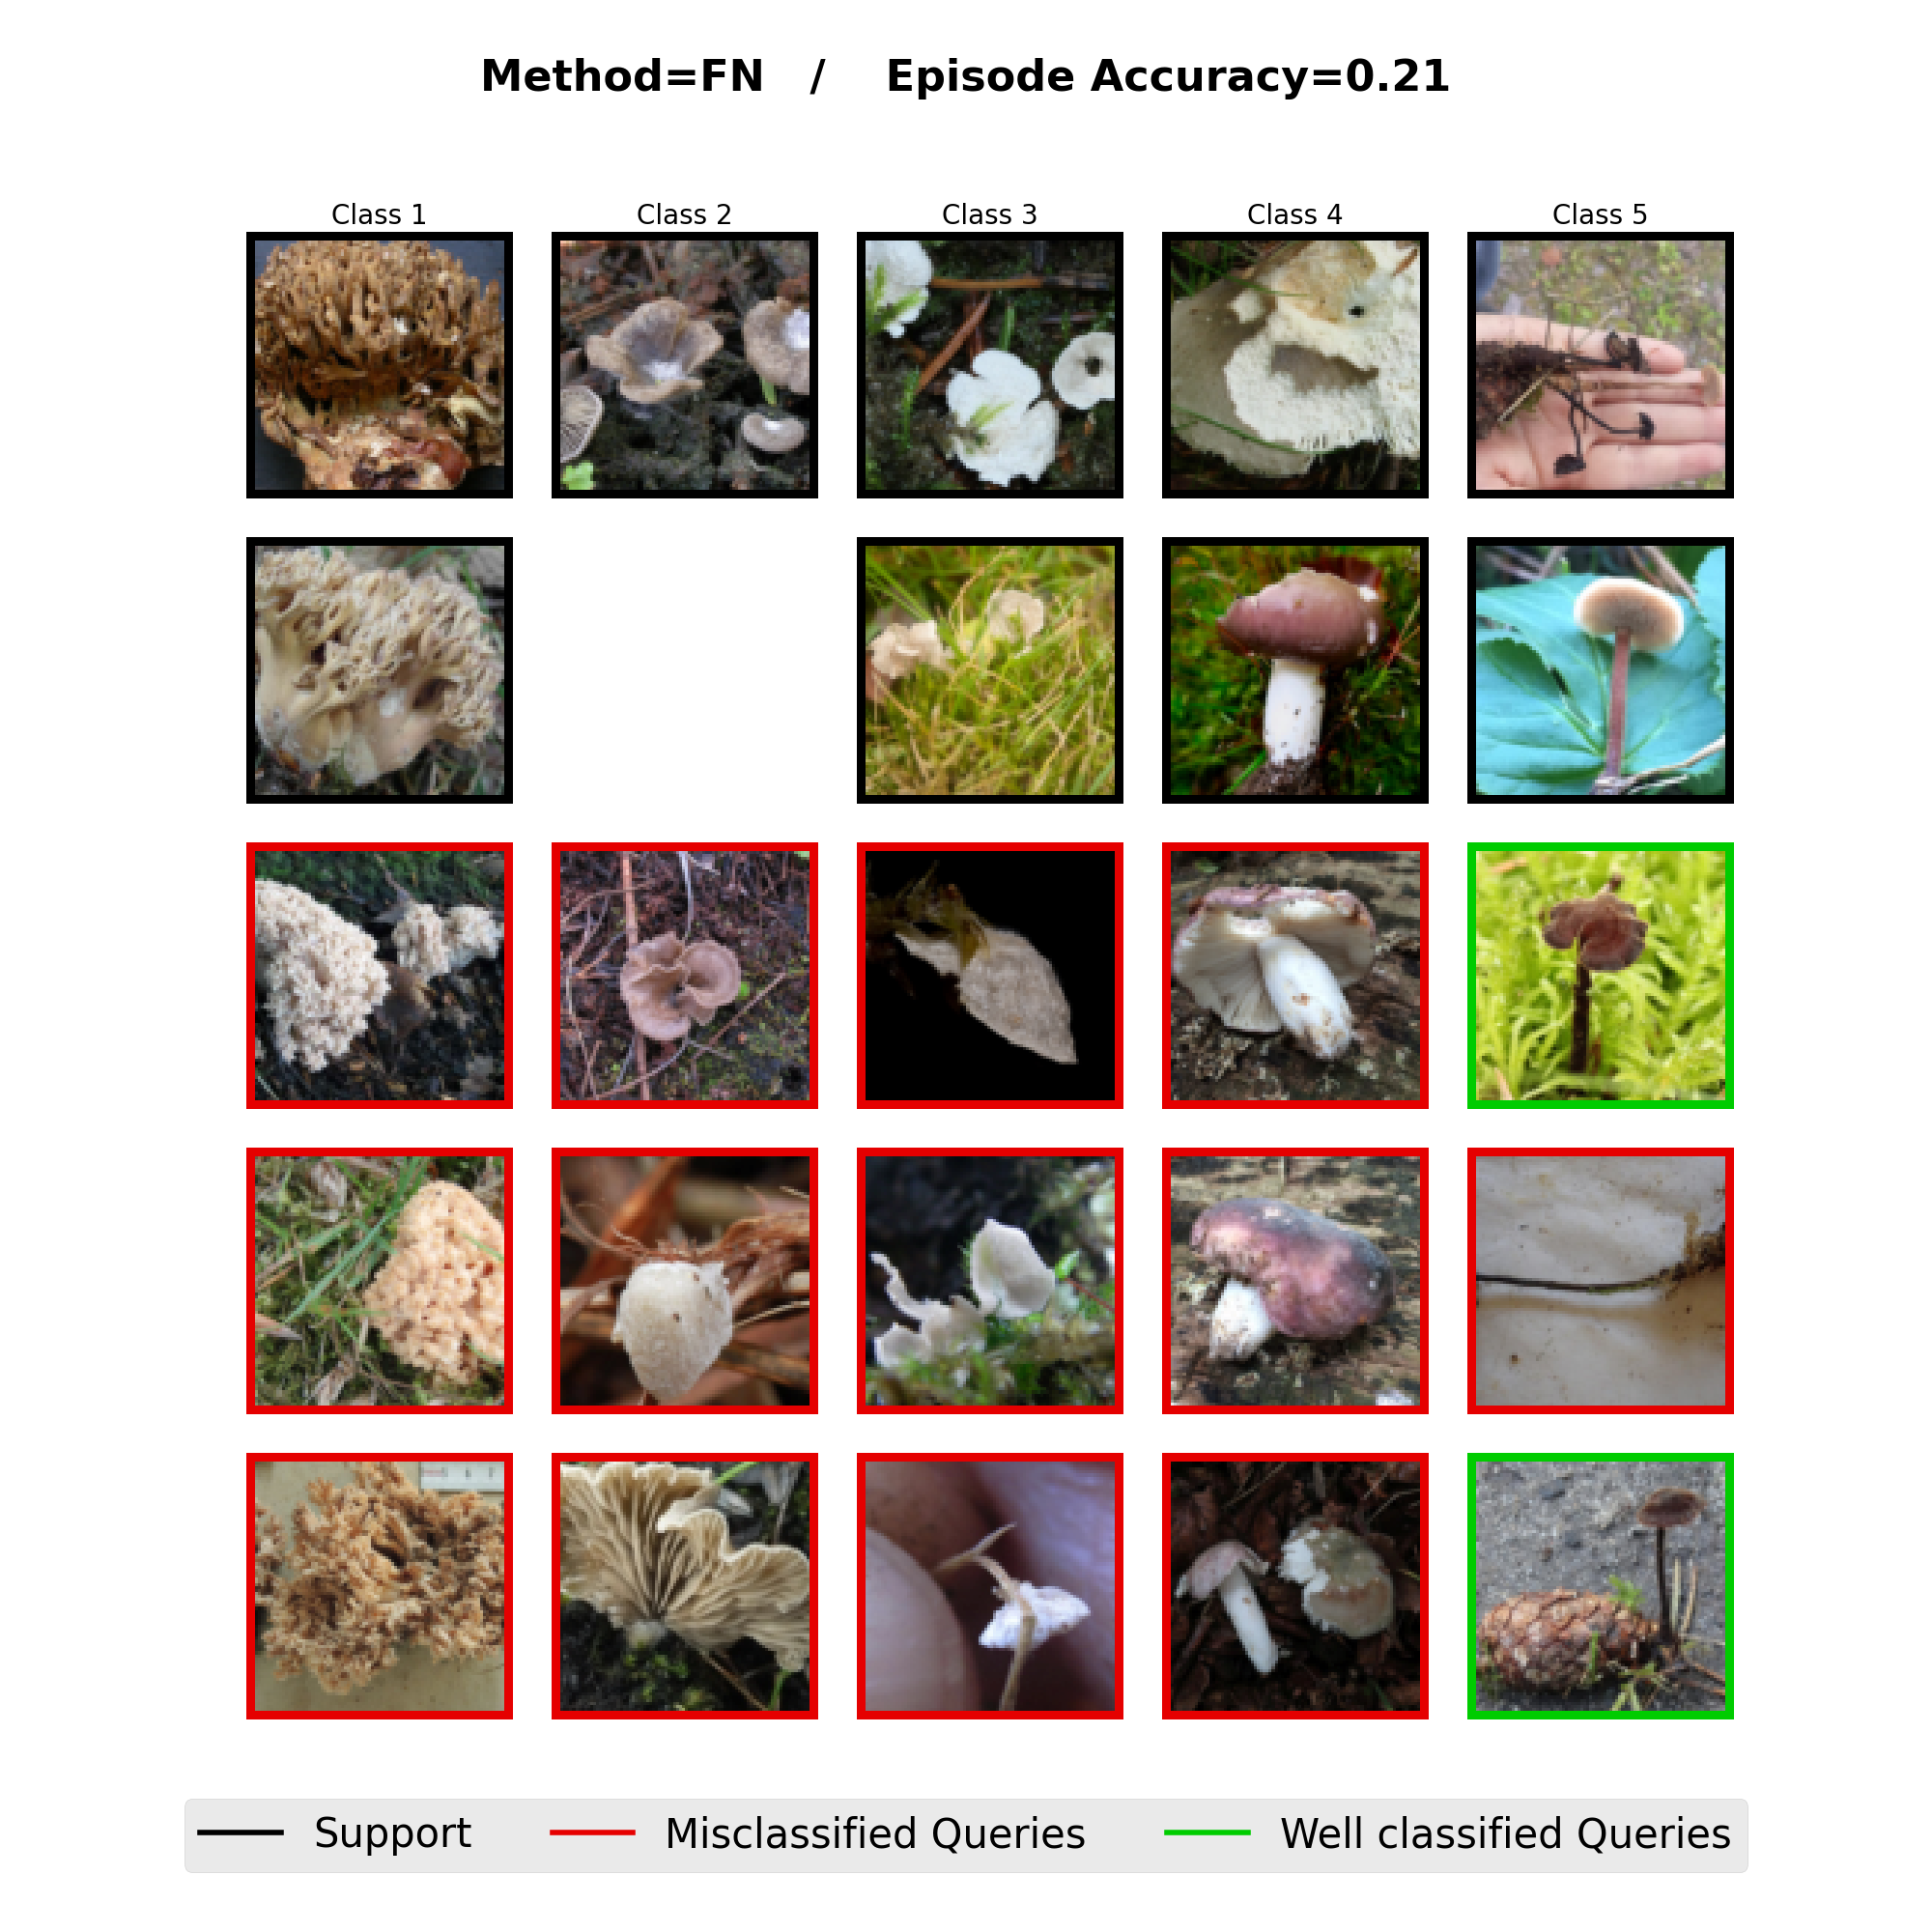 Method=FN / Episode Accuracy=0.21
Class 1 Class 2 Class 3 Class 4 Class 5
Support Misclassified Queries Well classified Queries